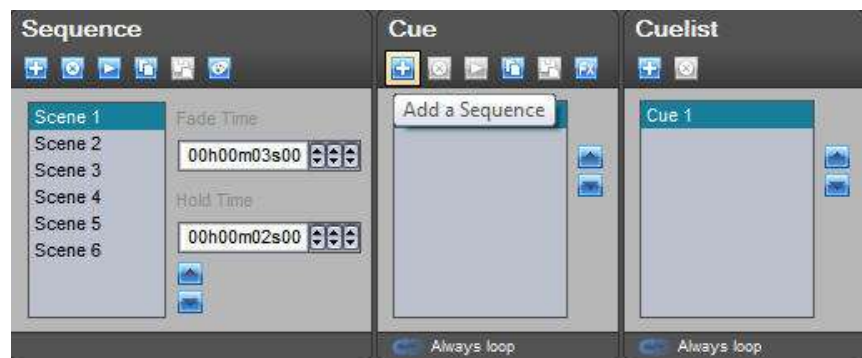 Sequence
Scene 1
Scene 2
Scene 3
Scene 4
Scene 5
Scene 6
Fade Time
00h00m03s00
Hold Time
00h00m02s00
Cue
FX
Add a Sequence
Always loop
Cuelist
Cue 1
Always loop